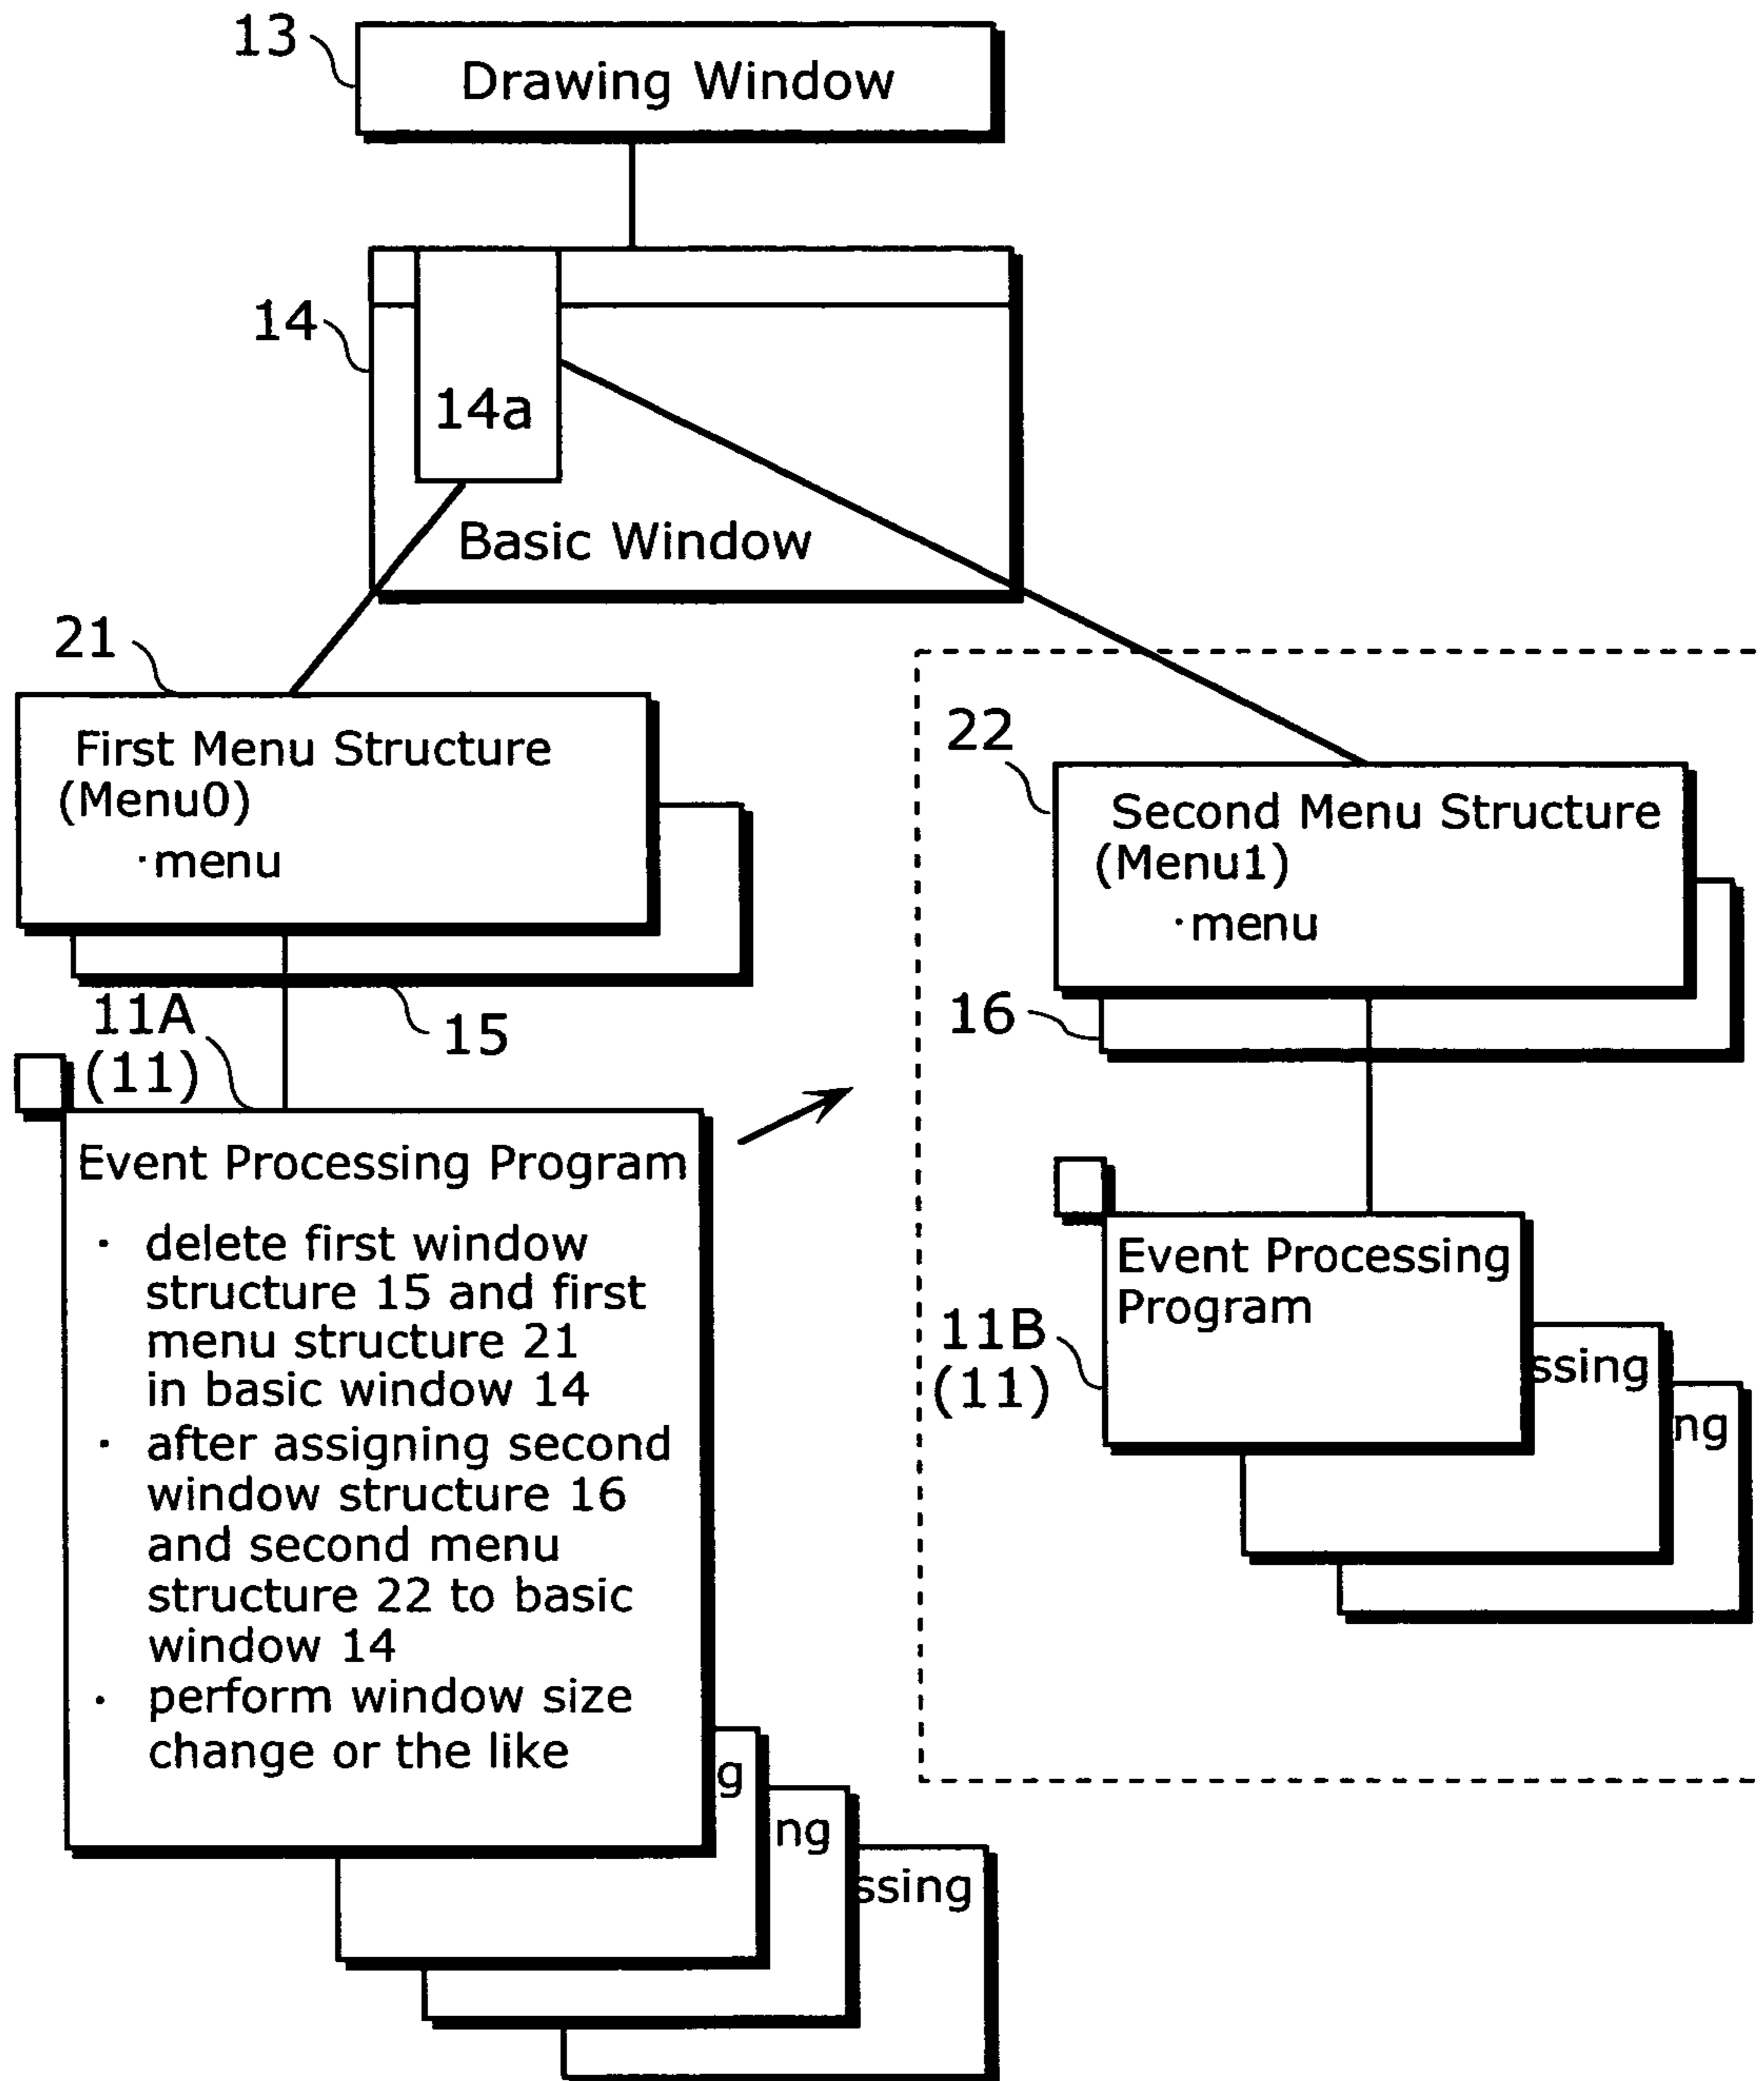 13
Drawing Window
14
14a
Basic Window
21
First Menu Structure
(Menu0)
·menu
15
11A
(11)
Event Processing Program
· delete first window
structure 15 and first
menu structure 21
in basic window 14
· after assigning second
window structure 16
and second menu
structure 22 to basic
window 14
· perform window size
change or the like
g
ng
ssing
22
Second Menu Structure
(Menu1)
·menu
16
11B
(11)
Event Processing
Program
ssing
ng